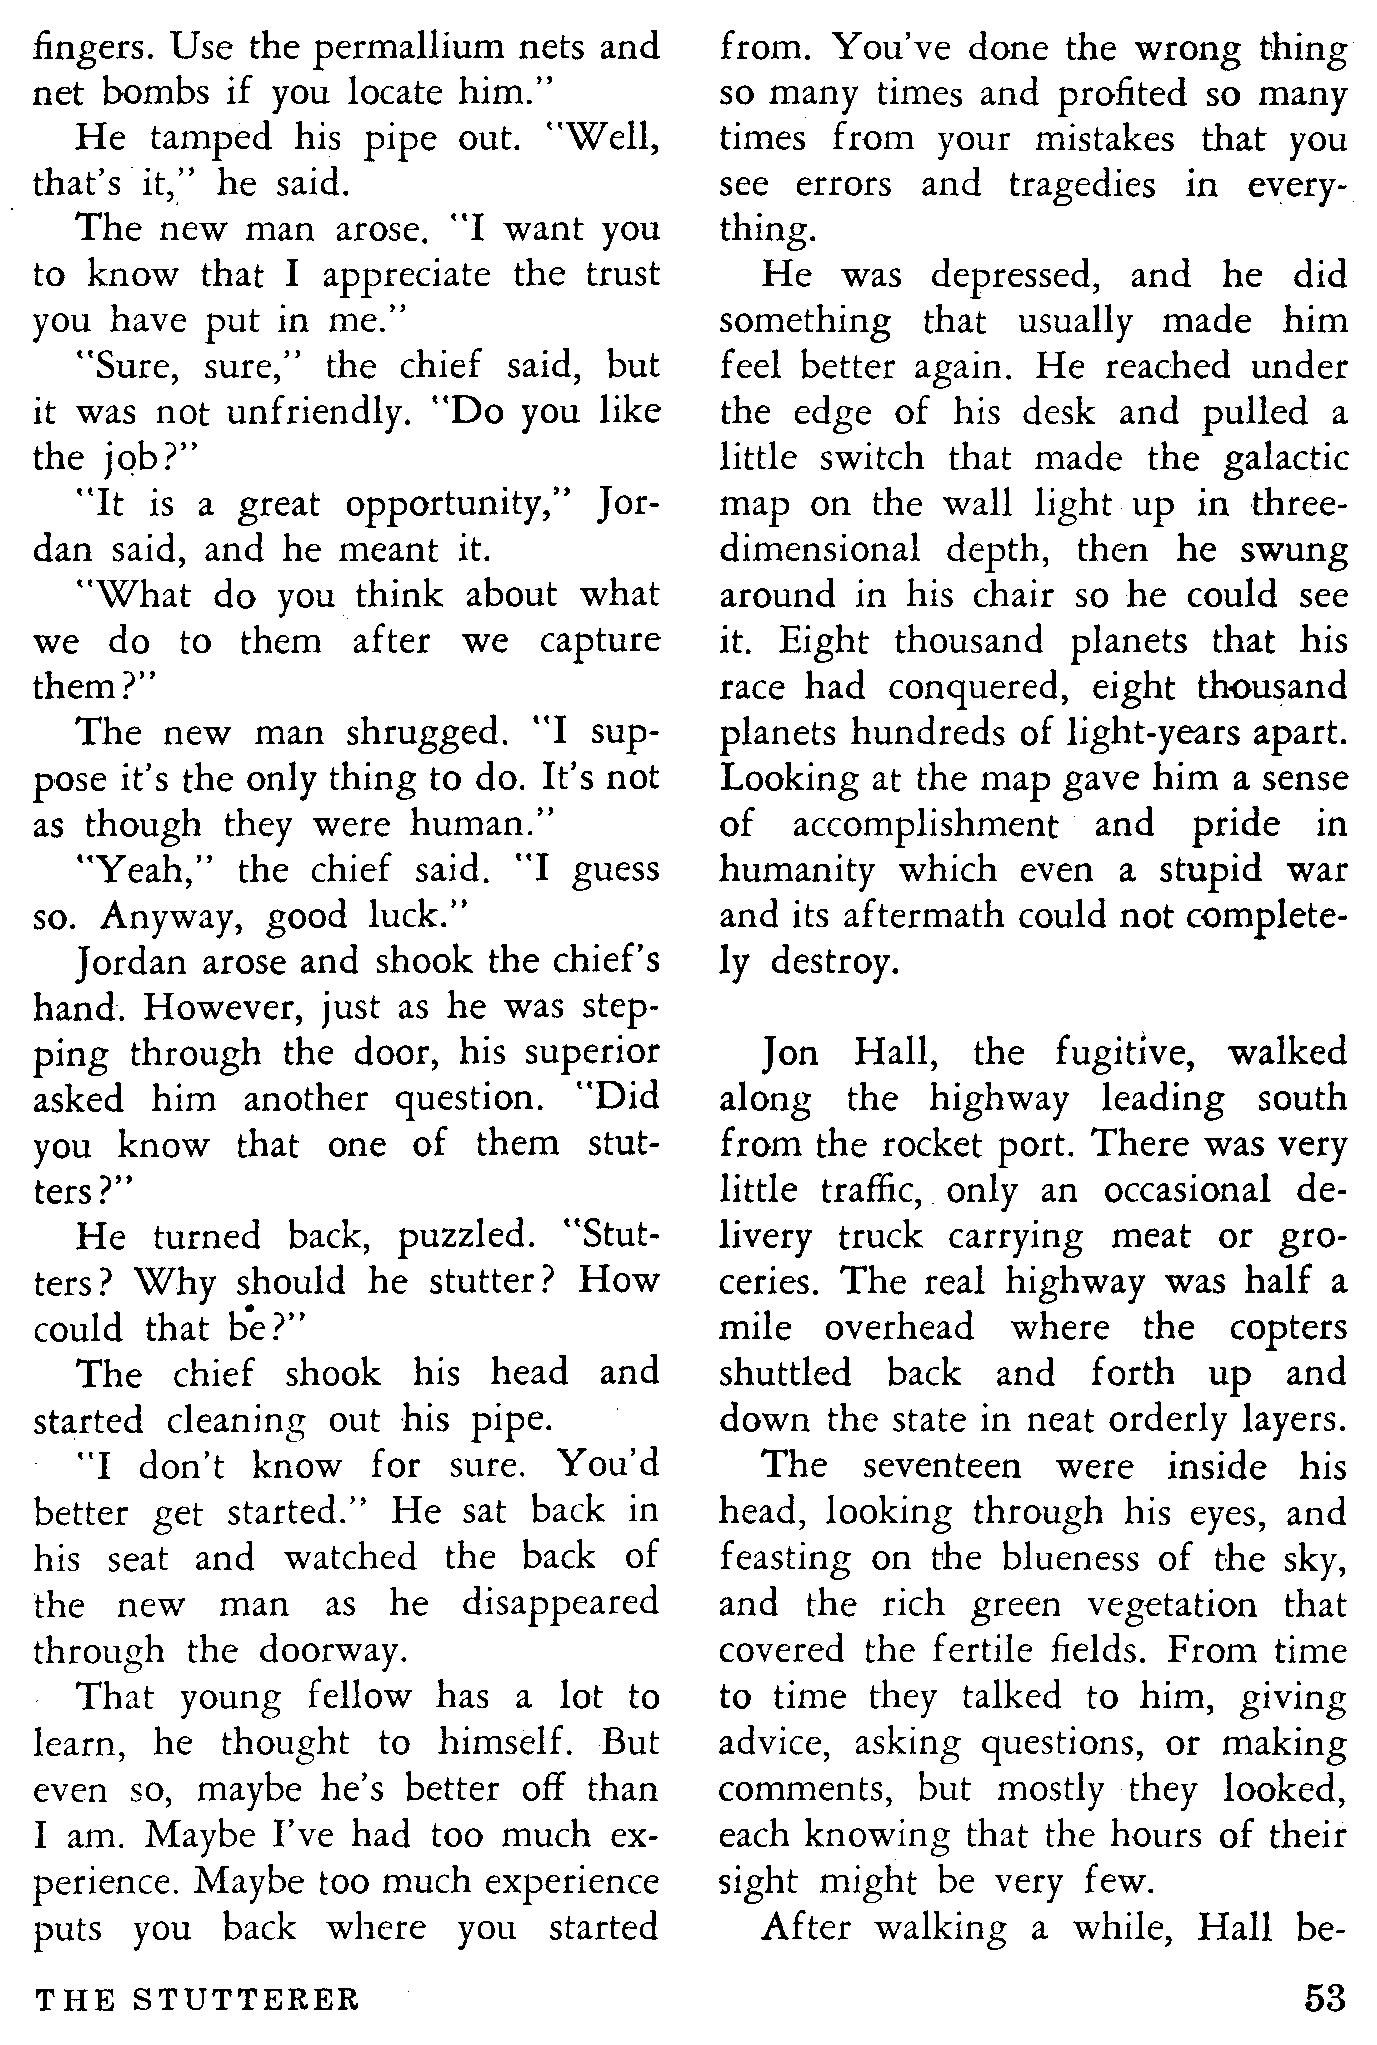 fingers. Use the permallium nets and
net bombs if you locate him."
He tamped his pipe out. "Well,
that's it," he said.
The new man arose. "I want you
to know that I appreciate the trust
you have put in me."
"Sure, sure," the chief said, but
it was not unfriendly. "Do you like
the job?"
"It is a great opportunity," Jor-
dan said, and he meant it.
"What do you think about what
we do to them after we capture
them?"
The new man shrugged. "I sup-
pose it's the only thing to do. It's not
as though they were human."
"Yeah," the chief said. "I guess
so. Anyway, good luck."
Jordan arose and shook the chief's
hand. However, just as he was step-
ping through the door, his superior
asked him another question. "Did
you know that one of them stut-
ters?"
He turned back, puzzled. "Stut-
ters? Why should he stutter? How
could that be?"
The chief shook his head and
started cleaning out his pipe.
"I don't know for sure. You'd
better get started." He sat back in
his seat and watched the back of
the new man as he disappeared
through the doorway.
That young fellow has a lot to
learn, he thought to himself. But
even so, maybe he's better off than
I am. Maybe I've had too much ex-
perience. Maybe too much experience
puts you back where you started
from. You've done the wrong thing
so many times and profited so many
times from your mistakes that you
see errors and tragedies in every-
thing.
He was depressed, and he did
something that usually made him
feel better again. He reached under
the edge of his desk and pulled a
little switch that made the galactic
map on the wall light up in three-
dimensional depth, then he swung
around in his chair so he could see
it. Eight thousand planets that his
race had conquered, eight thousand
planets hundreds of light-years apart.
Looking at the map gave him a sense
of accomplishment and pride in
humanity which even a stupid war
and its aftermath could not complete-
ly destroy.
Jon Hall, the fugitive, walked
along the highway leading south
from the rocket port. There was very
little traffic, only an occasional de-
livery truck carrying meat or gro-
ceries. The real highway was half a
mile overhead where the copters
shuttled back and forth up and
down the state in neat orderly layers.
The seventeen were inside his
head, looking through his eyes, and
feasting on the blueness of the sky,
and the rich green vegetation that
covered the fertile fields. From time
to time they talked to him, giving
advice, asking questions, or making
comments, but mostly they looked,
each knowing that the hours of their
sight might be very few.
After walking a while, Hall be-
THE STUTTERER
53